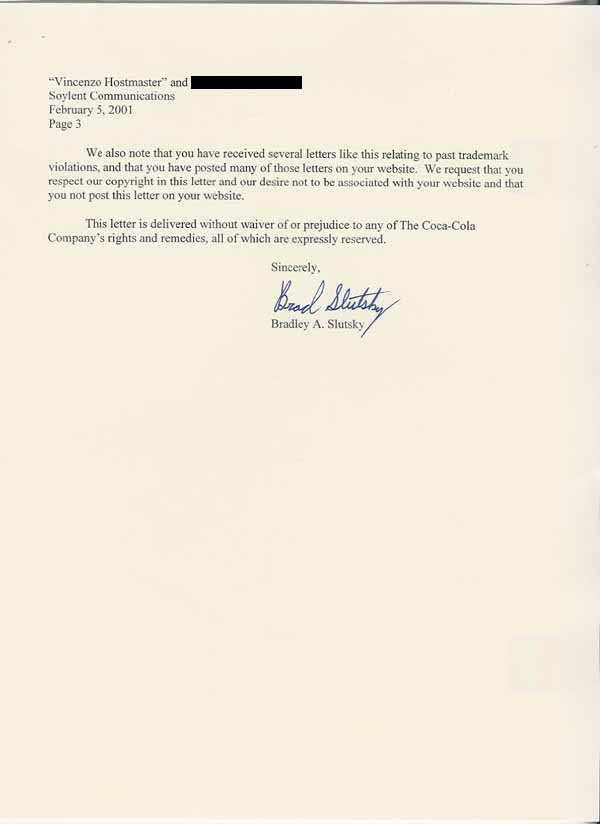 “Vincenzo Hostmaster” and
Soylent Communications
February 5, 2001
Page 3
We also note that you have received several letters like this relating to past trademark
violations, and that you have posted many of those letters on your website. We request that you
respect our copyright in this letter and our desire not to be associated with your website and that
you not post this letter on your website.
This letter is delivered without waiver of or prejudice to any of The Coca-Cola
Company’s rights and remedies, all of which are expressly reserved.
Sincerely,
Brad Slutsky
Bradley A. Slutsky